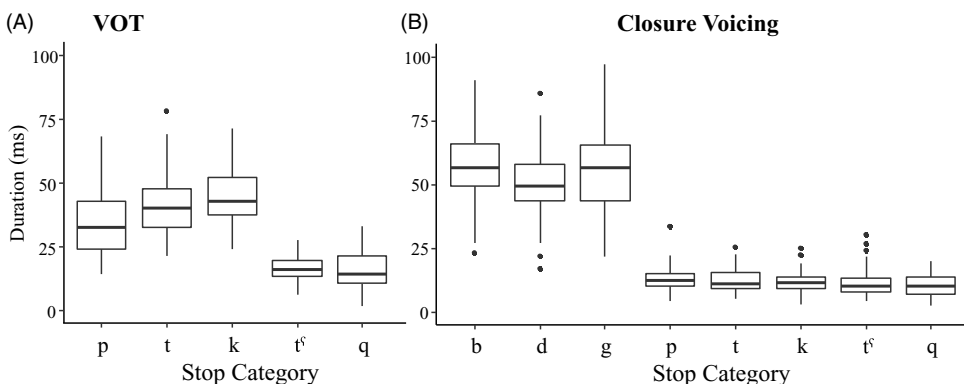 (A) VOT
(B) Closure Voicing
Duration (ms)
100
75
50
25
0
p t k tˤ q
Stop Category
100
75
50
25
0
b d g p t k tˤ q
Stop Category